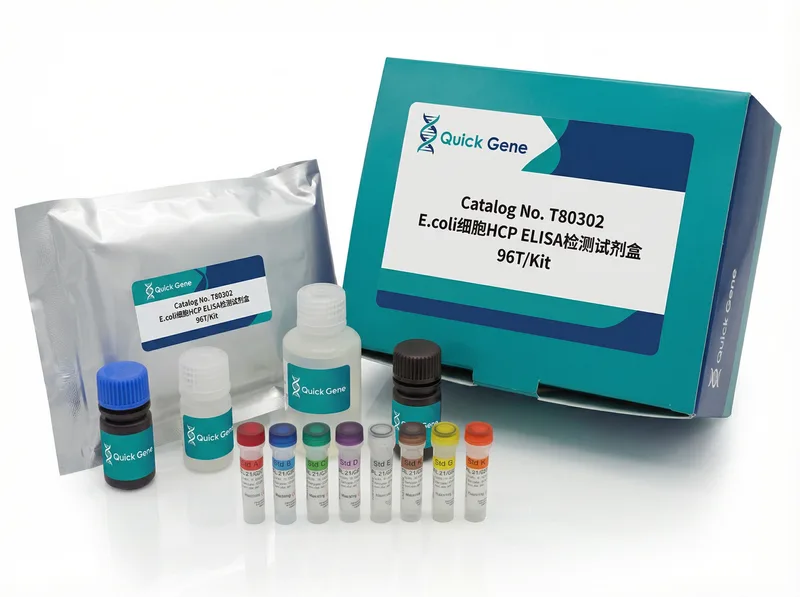 Quick Gene
Catalog No. T80302
E.coli细胞HCP ELISA检测试剂盒
96T/Kit
Quick Gene
Quick Gene
Catalog No. T80302
E.coli细胞HCP ELISA检测试剂盒
96T/Kit
Quick Gene
Quick Gene
Quick Gene
Quick Gene
Std A
Std B
Std C
Std D
Std E
Std
Std G
Std H